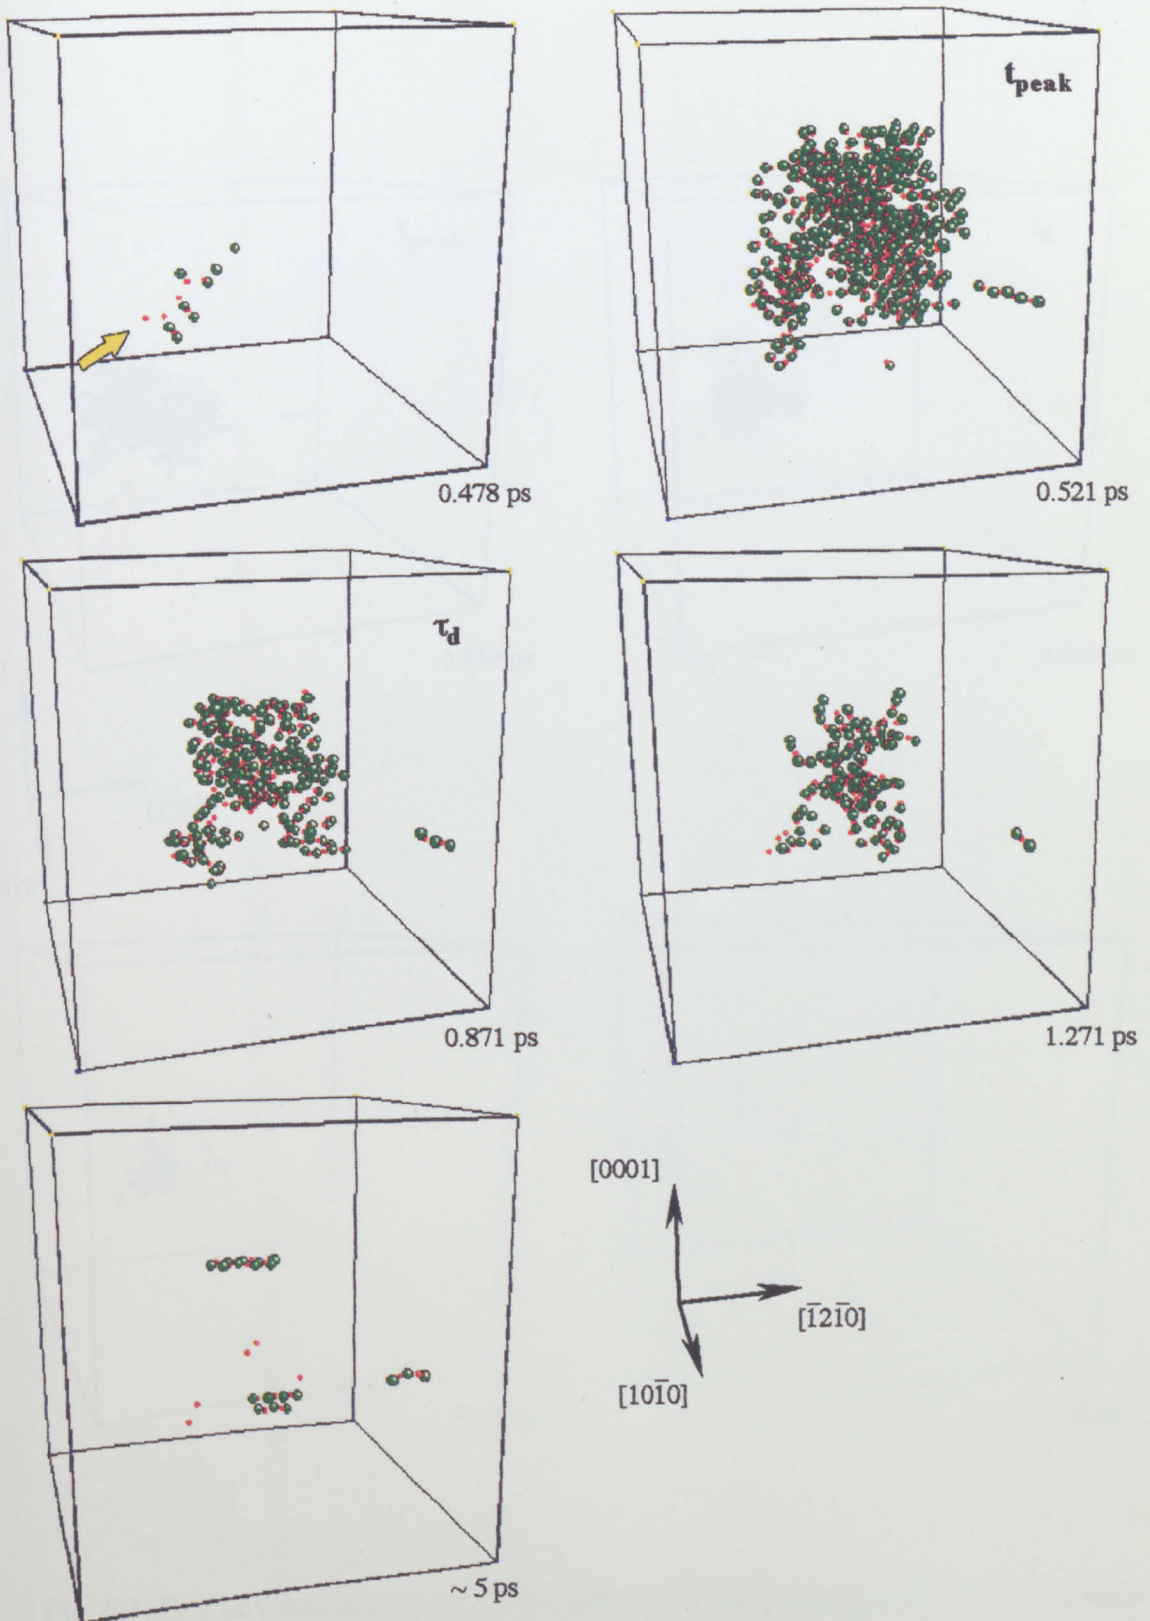 t_peak
0.478 ps
0.521 ps
τ_d
0.871 ps
1.271 ps
[0001]
[1̅21̅0]
[101̅0]
~ 5 ps